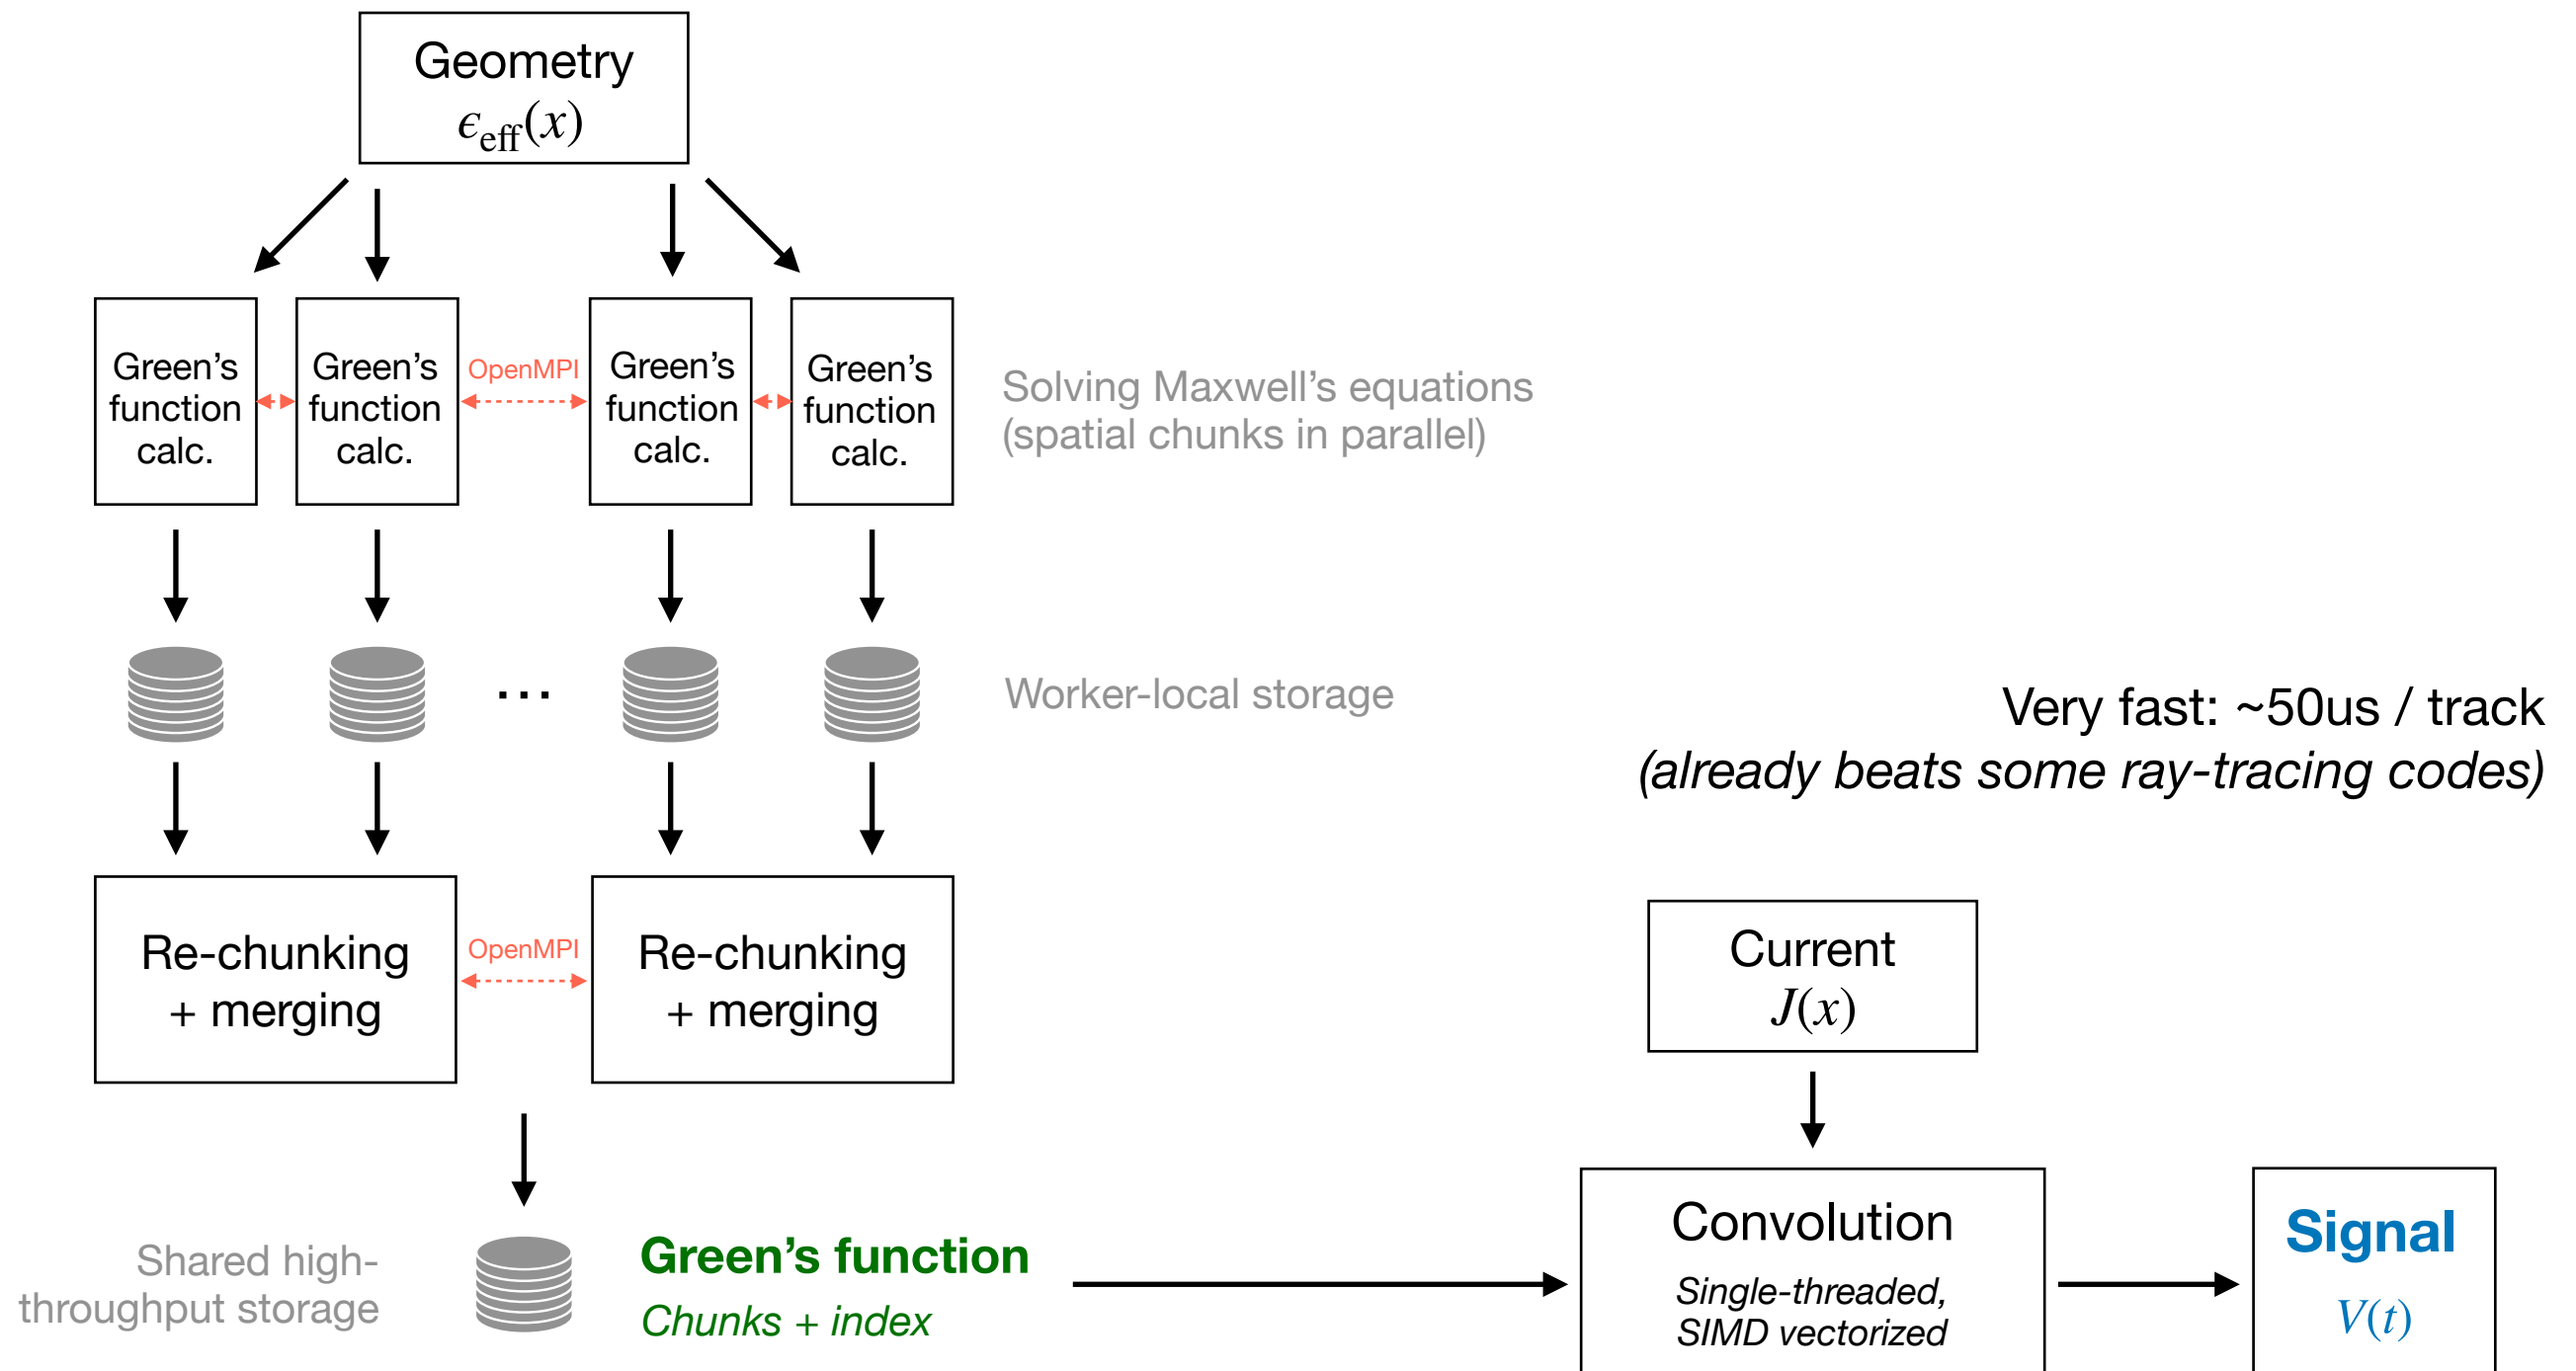 Geometry
ϵeff(x)
Green's
function
calc.
Green's
function
calc.
OpenMPI
Green's
function
calc.
Green's
function
calc.
Solving Maxwell's equations
(spatial chunks in parallel)
...
Worker-local storage
Very fast: ~50us / track
(already beats some ray-tracing codes)
Re-chunking
+ merging
OpenMPI
Re-chunking
+ merging
Current
J(x)
Shared high-
throughput storage
Green's function
Chunks + index
Convolution
Single-threaded,
SIMD vectorized
Signal
V(t)